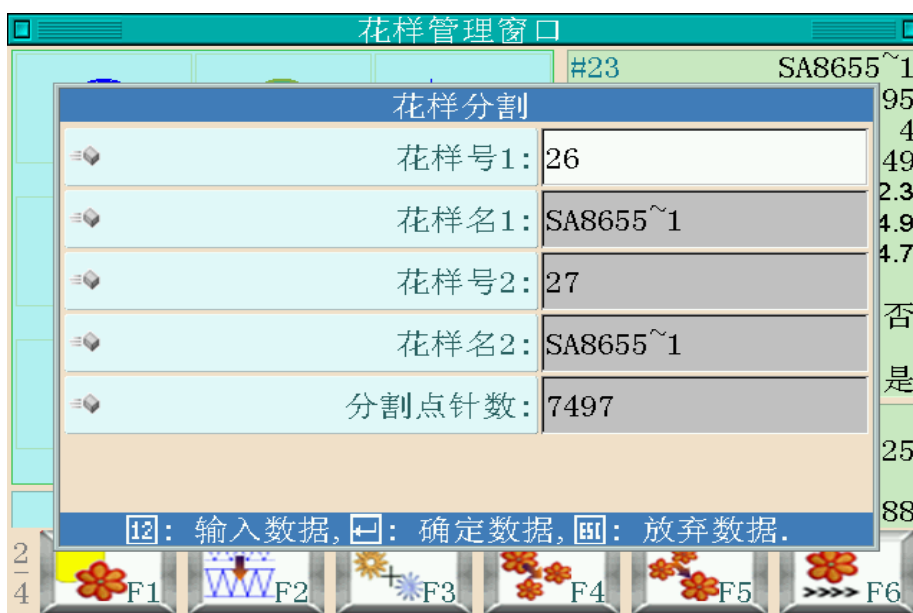 花样管理窗口
#23 SA8655~1
95
4
49
2.3
4.9
4.7
否
是
25
88
花样分割
花样号1: 26
花样名1: SA8655~1
花样号2: 27
花样名2: SA8655~1
分割点针数: 7497
12: 输入数据, ↵: 确定数据, ESC: 放弃数据.
2
4
F1 F2 F3 F4 F5 >>>> F6